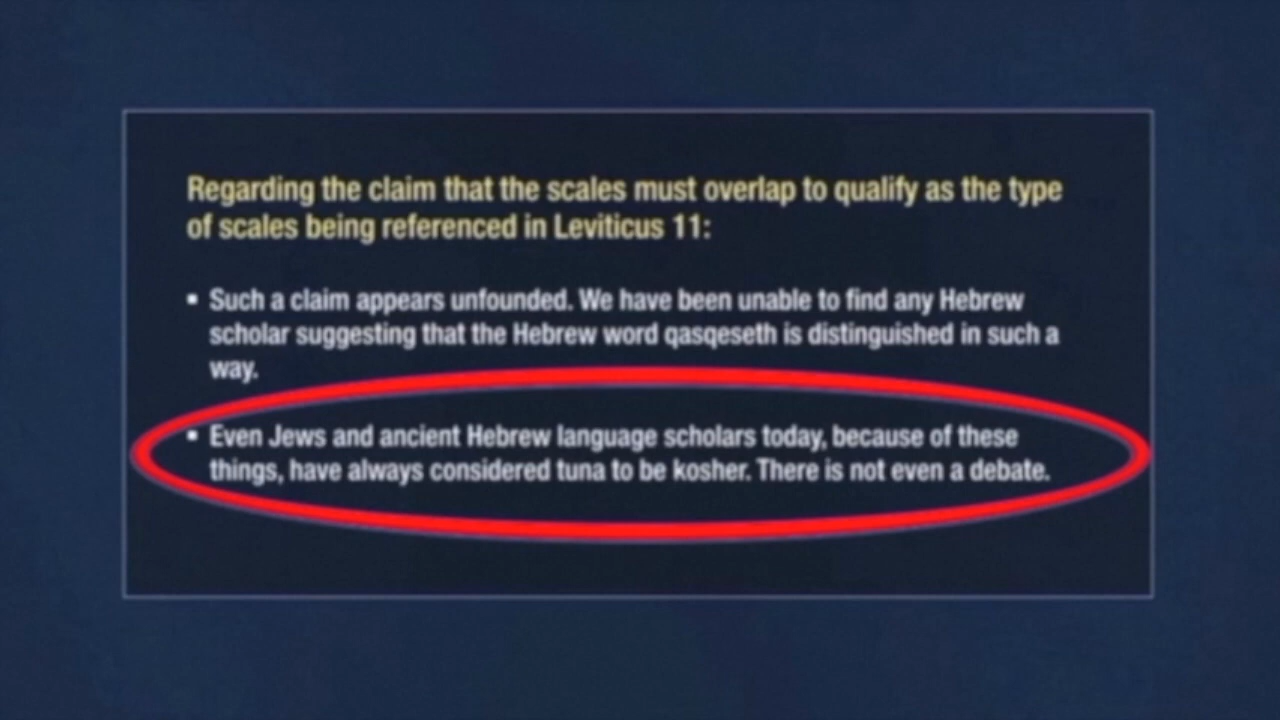 Regarding the claim that the scales must overlap to qualify as the type
of scales being referenced in Leviticus 11:
▪ Such a claim appears unfounded. We have been unable to find any Hebrew
scholar suggesting that the Hebrew word qasqeseth is distinguished in such a
way.
▪ Even Jews and ancient Hebrew language scholars today, because of these
things, have always considered tuna to be kosher. There is not even a debate.